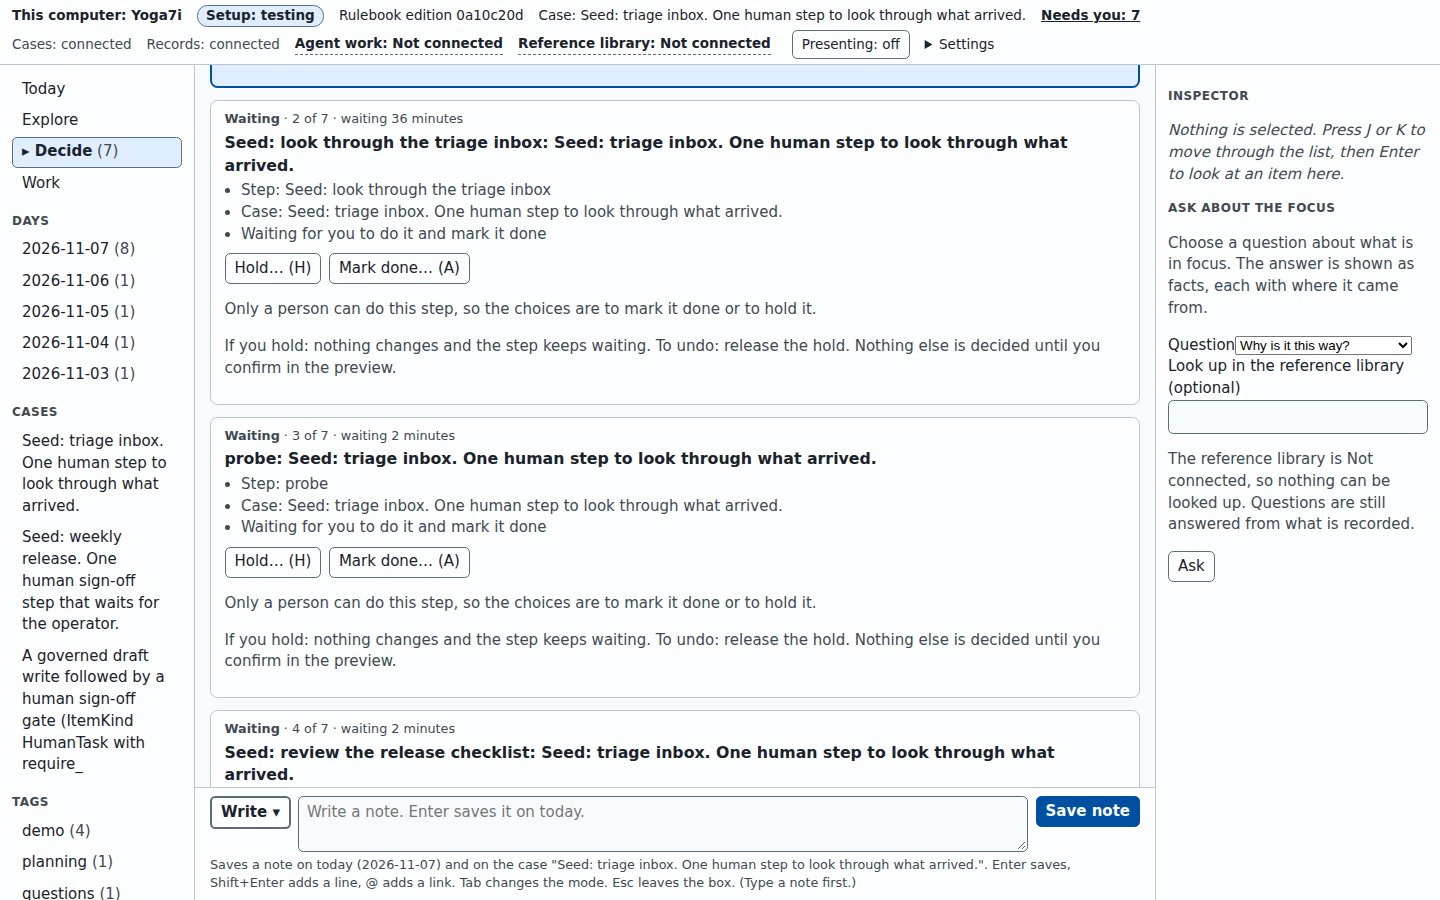 This computer: Yoga7i Setup: testing Rulebook edition 0a10c20d Case: Seed: triage inbox. One human step to look through what arrived. Needs you: 7
Cases: connected Records: connected Agent work: Not connected Reference library: Not connected Presenting: off ▶ Settings
Today
Explore
▸ Decide (7)
Work
DAYS
2026-11-07 (8)
2026-11-06 (1)
2026-11-05 (1)
2026-11-04 (1)
2026-11-03 (1)
CASES
Seed: triage inbox.
One human step to
look through what
arrived.
Seed: weekly
release. One
human sign-off
step that waits for
the operator.
A governed draft
write followed by a
human sign-off
gate (ItemKind
HumanTask with
require_
TAGS
demo (4)
planning (1)
questions (1)
Waiting · 2 of 7 · waiting 36 minutes
Seed: look through the triage inbox: Seed: triage inbox. One human step to look through what
arrived.
• Step: Seed: look through the triage inbox
• Case: Seed: triage inbox. One human step to look through what arrived.
• Waiting for you to do it and mark it done
Hold... (H) Mark done... (A)
Only a person can do this step, so the choices are to mark it done or to hold it.
If you hold: nothing changes and the step keeps waiting. To undo: release the hold. Nothing else is decided until you
confirm in the preview.
Waiting · 3 of 7 · waiting 2 minutes
probe: Seed: triage inbox. One human step to look through what arrived.
• Step: probe
• Case: Seed: triage inbox. One human step to look through what arrived.
• Waiting for you to do it and mark it done
Hold... (H) Mark done... (A)
Only a person can do this step, so the choices are to mark it done or to hold it.
If you hold: nothing changes and the step keeps waiting. To undo: release the hold. Nothing else is decided until you
confirm in the preview.
Waiting · 4 of 7 · waiting 2 minutes
Seed: review the release checklist: Seed: triage inbox. One human step to look through what
arrived.
Write ▾ Write a note. Enter saves it on today. Save note
Saves a note on today (2026-11-07) and on the case "Seed: triage inbox. One human step to look through what arrived.". Enter saves,
Shift+Enter adds a line, @ adds a link. Tab changes the mode. Esc leaves the box. (Type a note first.)
INSPECTOR
Nothing is selected. Press J or K to
move through the list, then Enter
to look at an item here.
ASK ABOUT THE FOCUS
Choose a question about what is
in focus. The answer is shown as
facts, each with where it came
from.
Question Why is it this way?
Look up in the reference library
(optional)
The reference library is Not
connected, so nothing can be
looked up. Questions are still
answered from what is recorded.
Ask